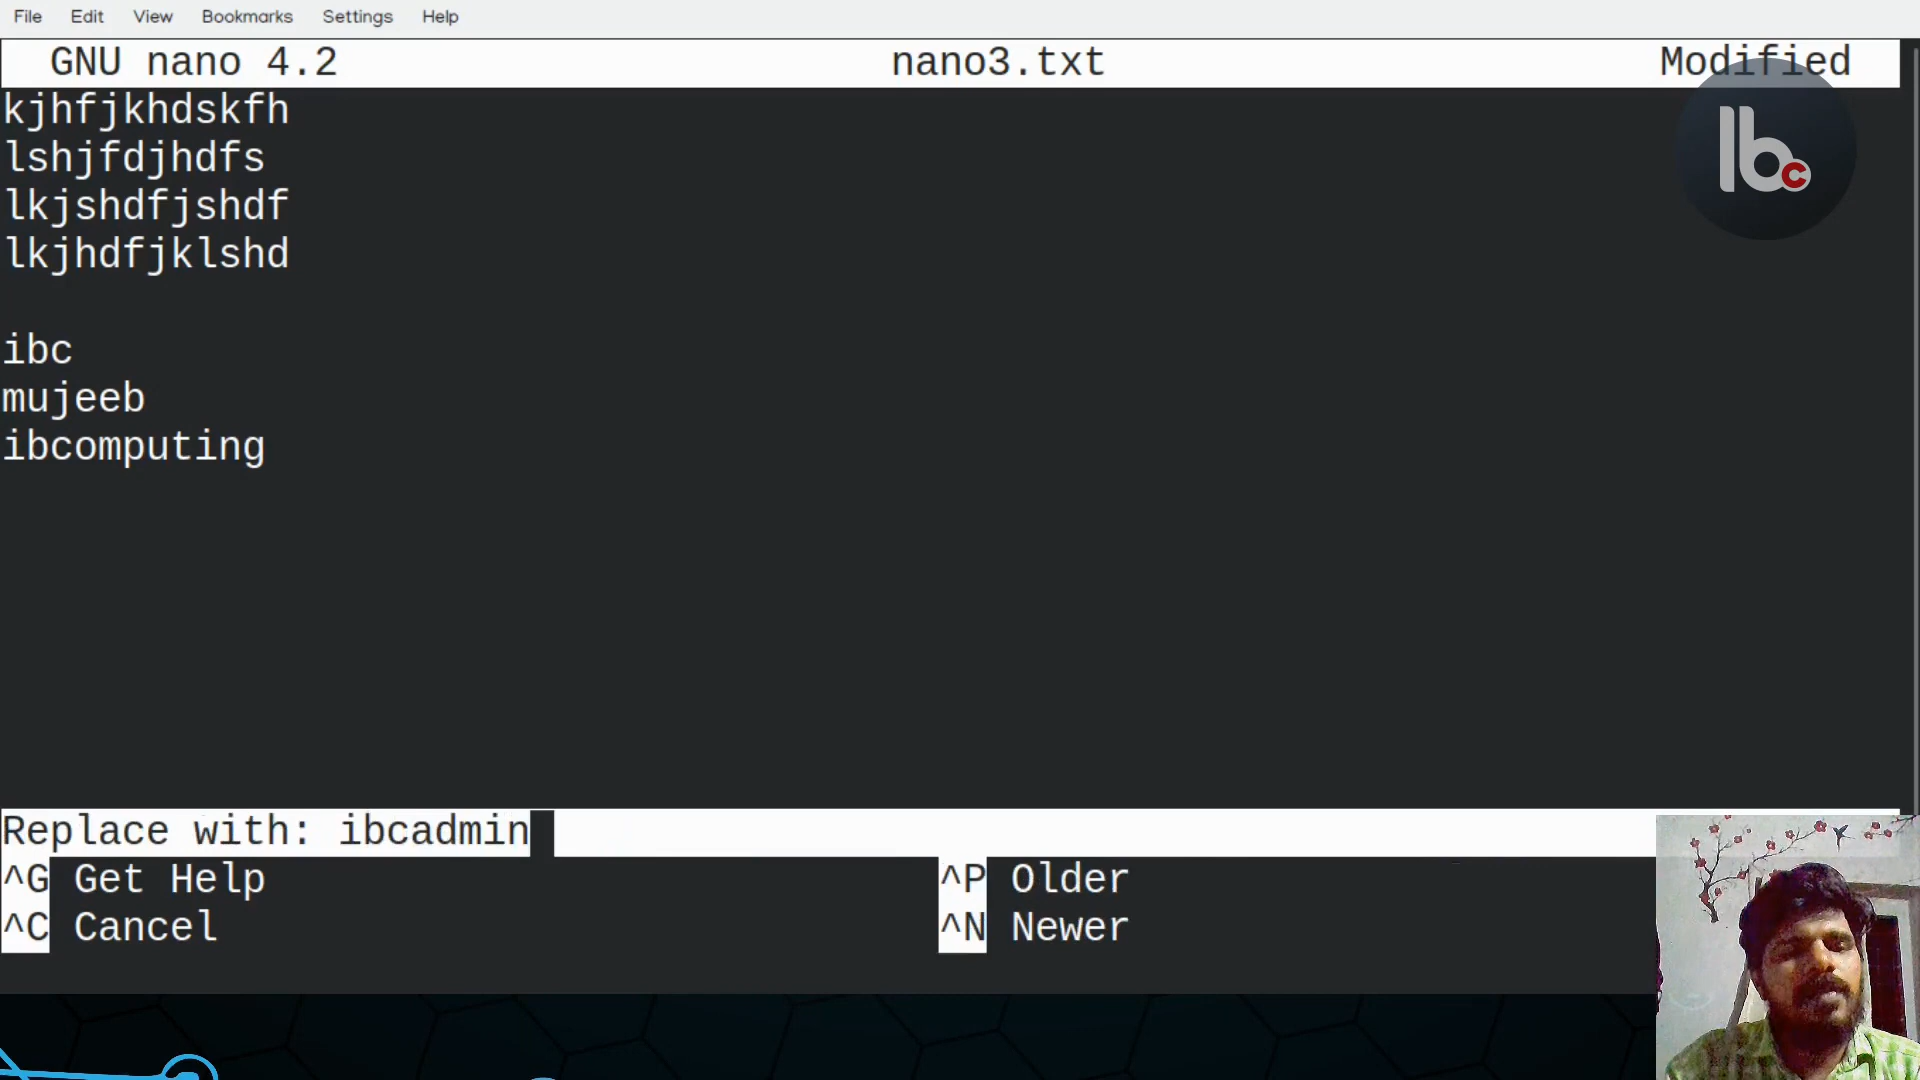 File Edit View Bookmarks Settings Help
GNU nano 4.2 nano3.txt Modified
kjhfjkhdskfh
lshjfdjhdfs
lkjshdfjshdf
lkjhdfjklshd
ibc
mujeeb
ibcomputing
Replace with: ibcadmin
^G Get Help ^P Older
^C Cancel ^N Newer
Ibc